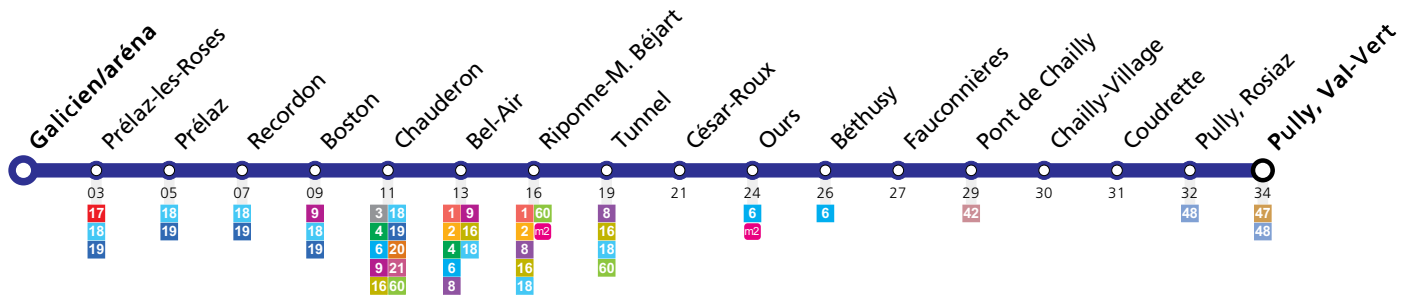 Galicien/aréna
Prélaz-les-Roses
Prélaz
Recordon
Boston
Chauderon
Bel-Air
Riponne-M. Béjart
Tunnel
César-Roux
Ours
Béthusy
Fauconnières
Pont de Chailly
Chailly-Village
Coudrette
Pully, Rosiaz
Pully, Val-Vert
03 05 07 09 11 13 16 19 21 24 26 27 29 30 31 32 34
17 18 18 9 3 18 1 9 1 60 8 6 6 42 48 47
18 19 19 18 4 19 2 16 2 m2 16 m2 48
19 19 6 20 4 18 8 18
9 21 6 16 60
16 60 8 18